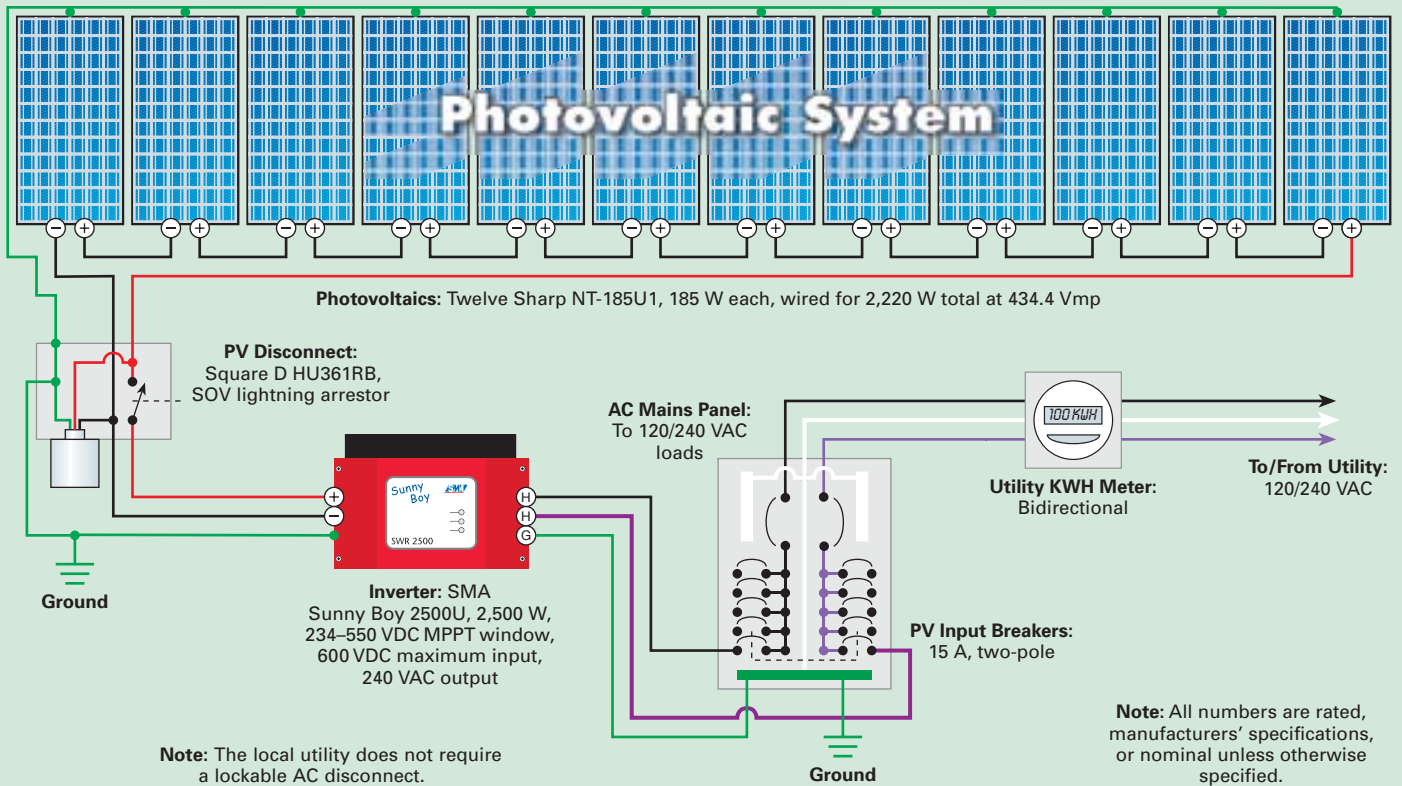 Photovoltaic System
− + − + − + − + − + − + − + − + − + − + − + − +
Photovoltaics: Twelve Sharp NT-185U1, 185 W each, wired for 2,220 W total at 434.4 Vmp
PV Disconnect:
Square D HU361RB,
SOV lightning arrestor
Ground
+
−
Sunny
Boy
SMA
SWR 2500
H
H
G
Inverter: SMA
Sunny Boy 2500U, 2,500 W,
234–550 VDC MPPT window,
600 VDC maximum input,
240 VAC output
Note: The local utility does not require
a lockable AC disconnect.
AC Mains Panel:
To 120/240 VAC
loads
100 KWH
Utility KWH Meter:
Bidirectional
To/From Utility:
120/240 VAC
PV Input Breakers:
15 A, two-pole
Ground
Note: All numbers are rated,
manufacturers’ specifications,
or nominal unless otherwise
specified.